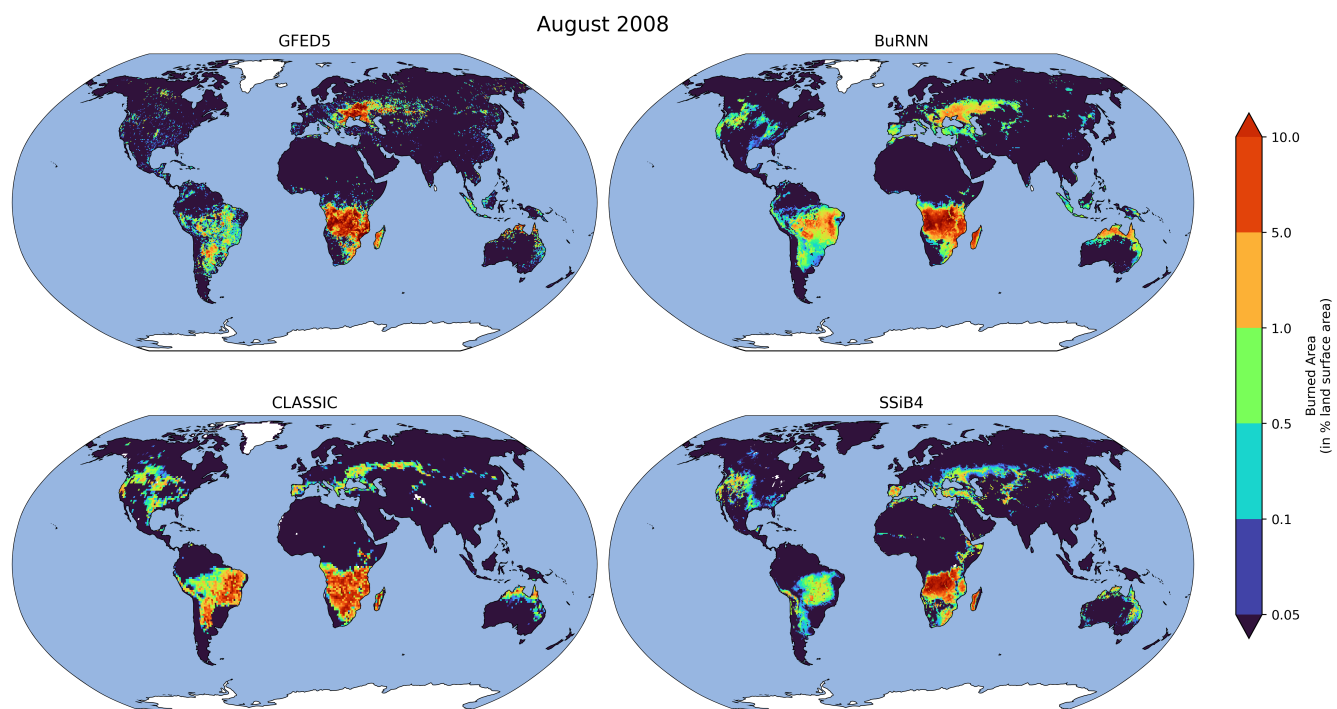 August 2008
GFED5
BuRNN
CLASSIC
SSiB4
10.0
5.0
1.0
0.5
0.1
0.05
Burned Area
(in % land surface area)